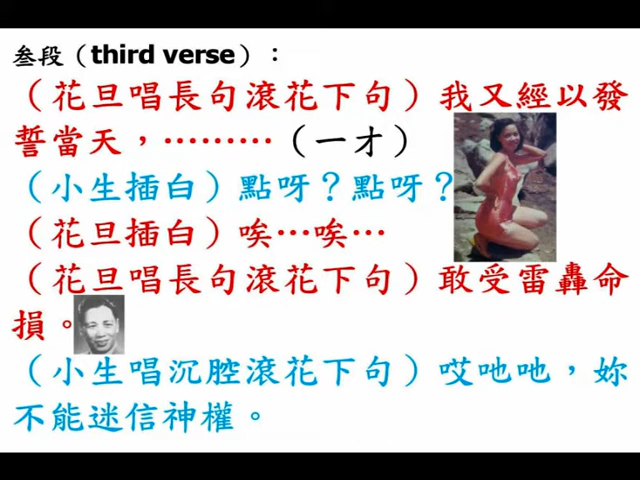 叁段（third verse）：
（花旦唱長句滾花下句）我又經以發
誓當天，………（一才）
（小生插白）點呀？點呀？
（花旦插白）唉…唉…
（花旦唱長句滾花下句）敢受雷轟命
損。
（小生唱沉腔滾花下句）哎吔吔，妳
不能迷信神權。